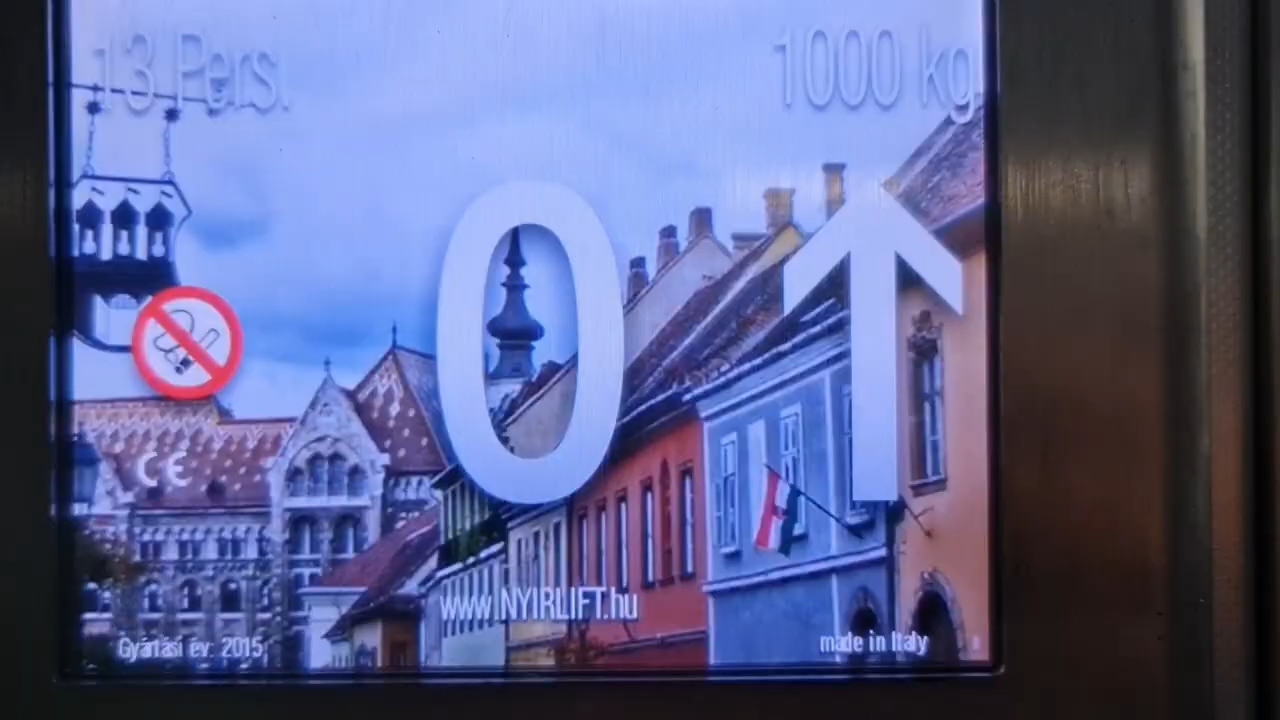 13 Pers.
1000 kg
0
CE
www.NYIRLIFT.hu
Gyártási év: 2015.
made in Italy